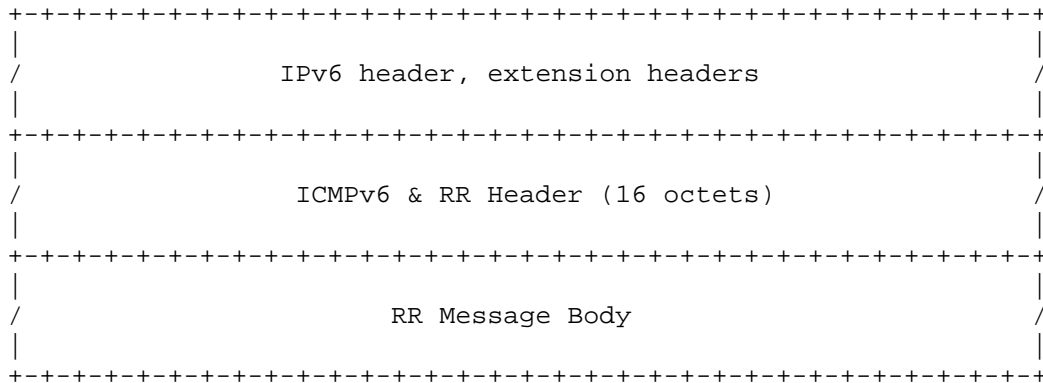 IPv6 header, extension headers
ICMPv6 & RR Header (16 octets)
RR Message Body